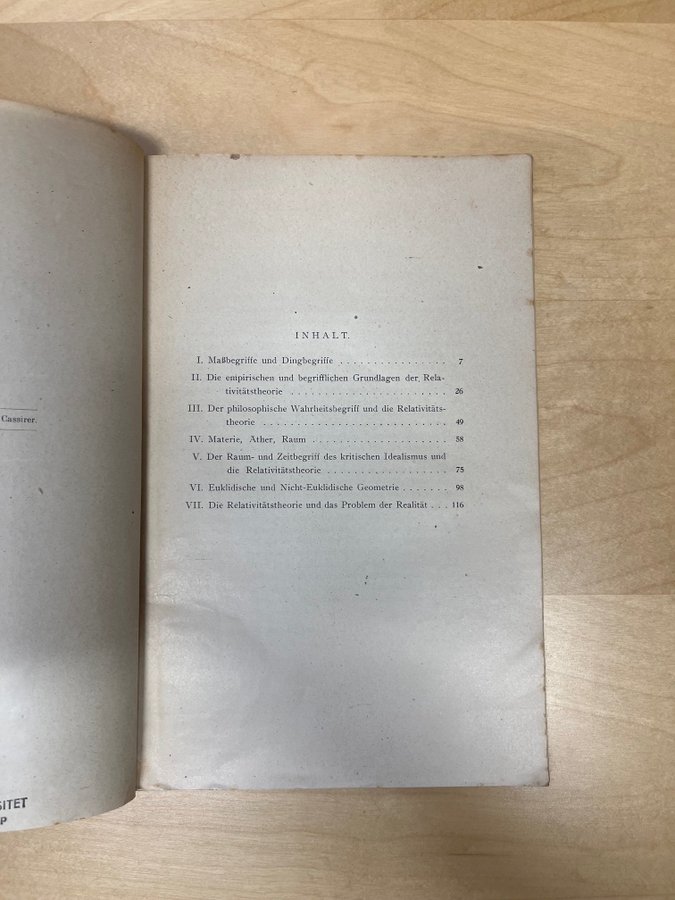 Cassirer.
SITET
P
INHALT.
I. Maßbegriffe und Dingbegriffe . . . . . . . . . . . . . . . . 7
II. Die empirischen und begrifflichen Grundlagen der Rela-
tivitätstheorie . . . . . . . . . . . . . . . . . . . . . . . 26
III. Der philosophische Wahrheitsbegriff und die Relativitäts-
theorie . . . . . . . . . . . . . . . . . . . . . . . . . . . 49
IV. Materie, Äther, Raum . . . . . . . . . . . . . . . . . . . . 58
V. Der Raum- und Zeitbegriff des kritischen Idealismus und
die Relativitätstheorie . . . . . . . . . . . . . . . . . . 75
VI. Euklidische und Nicht-Euklidische Geometrie . . . . . . . 98
VII. Die Relativitätstheorie und das Problem der Realität . . . 116